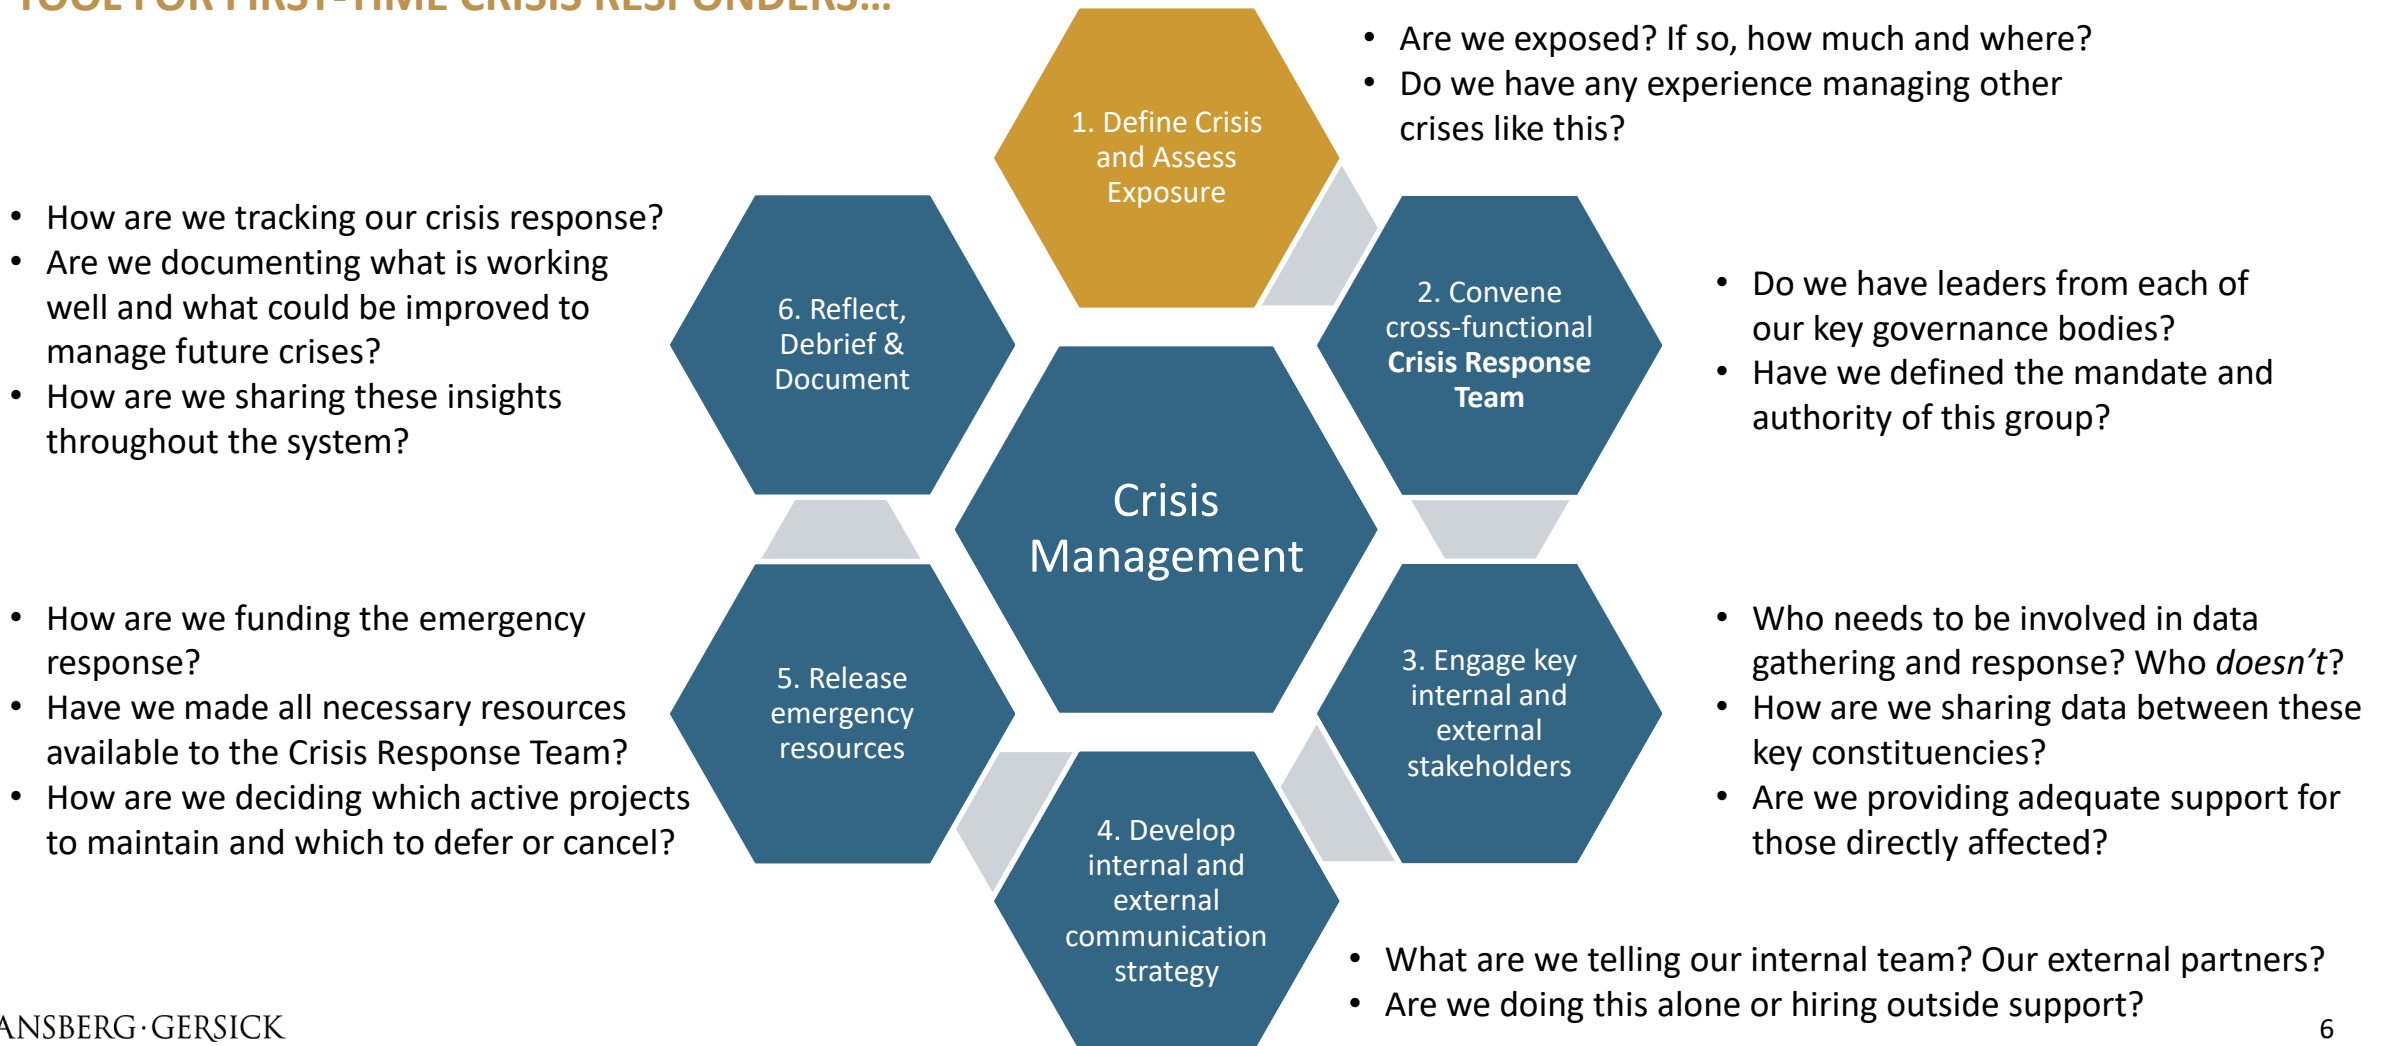 TOOL FOR FIRST-TIME CRISIS RESPONDERS...
1. Define Crisis
and Assess
Exposure
• Are we exposed? If so, how much and where?
• Do we have any experience managing other
crises like this?
2. Convene
cross-functional
Crisis Response
Team
• Do we have leaders from each of
our key governance bodies?
• Have we defined the mandate and
authority of this group?
3. Engage key
internal and
external
stakeholders
• Who needs to be involved in data
gathering and response? Who doesn’t?
• How are we sharing data between these
key constituencies?
• Are we providing adequate support for
those directly affected?
4. Develop
internal and
external
communication
strategy
• What are we telling our internal team? Our external partners?
• Are we doing this alone or hiring outside support?
5. Release
emergency
resources
• How are we funding the emergency
response?
• Have we made all necessary resources
available to the Crisis Response Team?
• How are we deciding which active projects
to maintain and which to defer or cancel?
6. Reflect,
Debrief &
Document
• How are we tracking our crisis response?
• Are we documenting what is working
well and what could be improved to
manage future crises?
• How are we sharing these insights
throughout the system?
Crisis
Management
ANSBERG·GERSICK
6